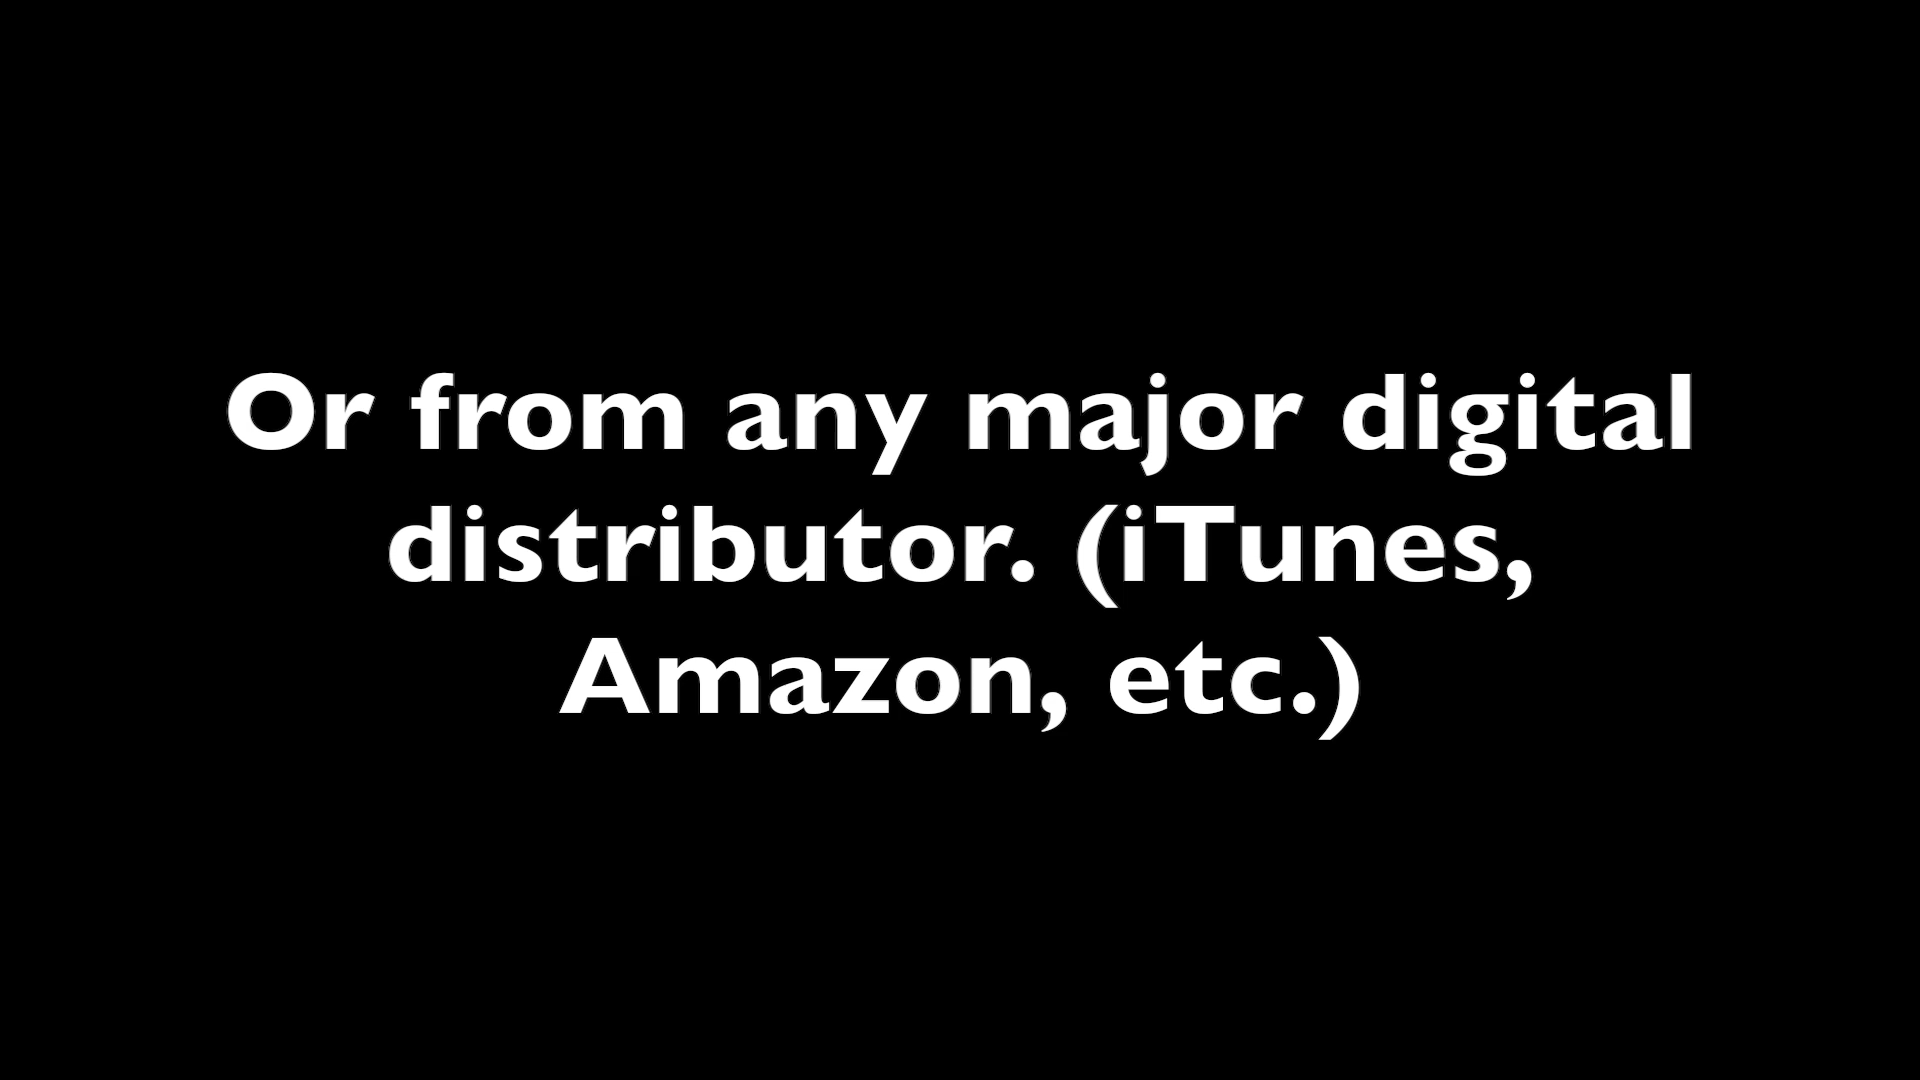 Or from any major digital
distributor. (iTunes,
Amazon, etc.)